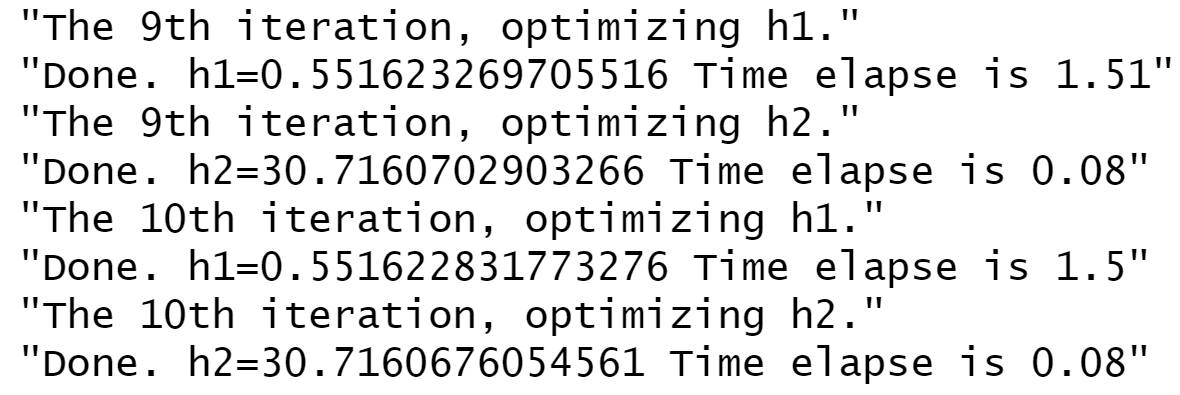 "The 9th iteration, optimizing h1."
"Done. h1=0.551623269705516 Time elapse is 1.51"
"The 9th iteration, optimizing h2."
"Done. h2=30.7160702903266 Time elapse is 0.08"
"The 10th iteration, optimizing h1."
"Done. h1=0.551622831773276 Time elapse is 1.5"
"The 10th iteration, optimizing h2."
"Done. h2=30.7160676054561 Time elapse is 0.08"